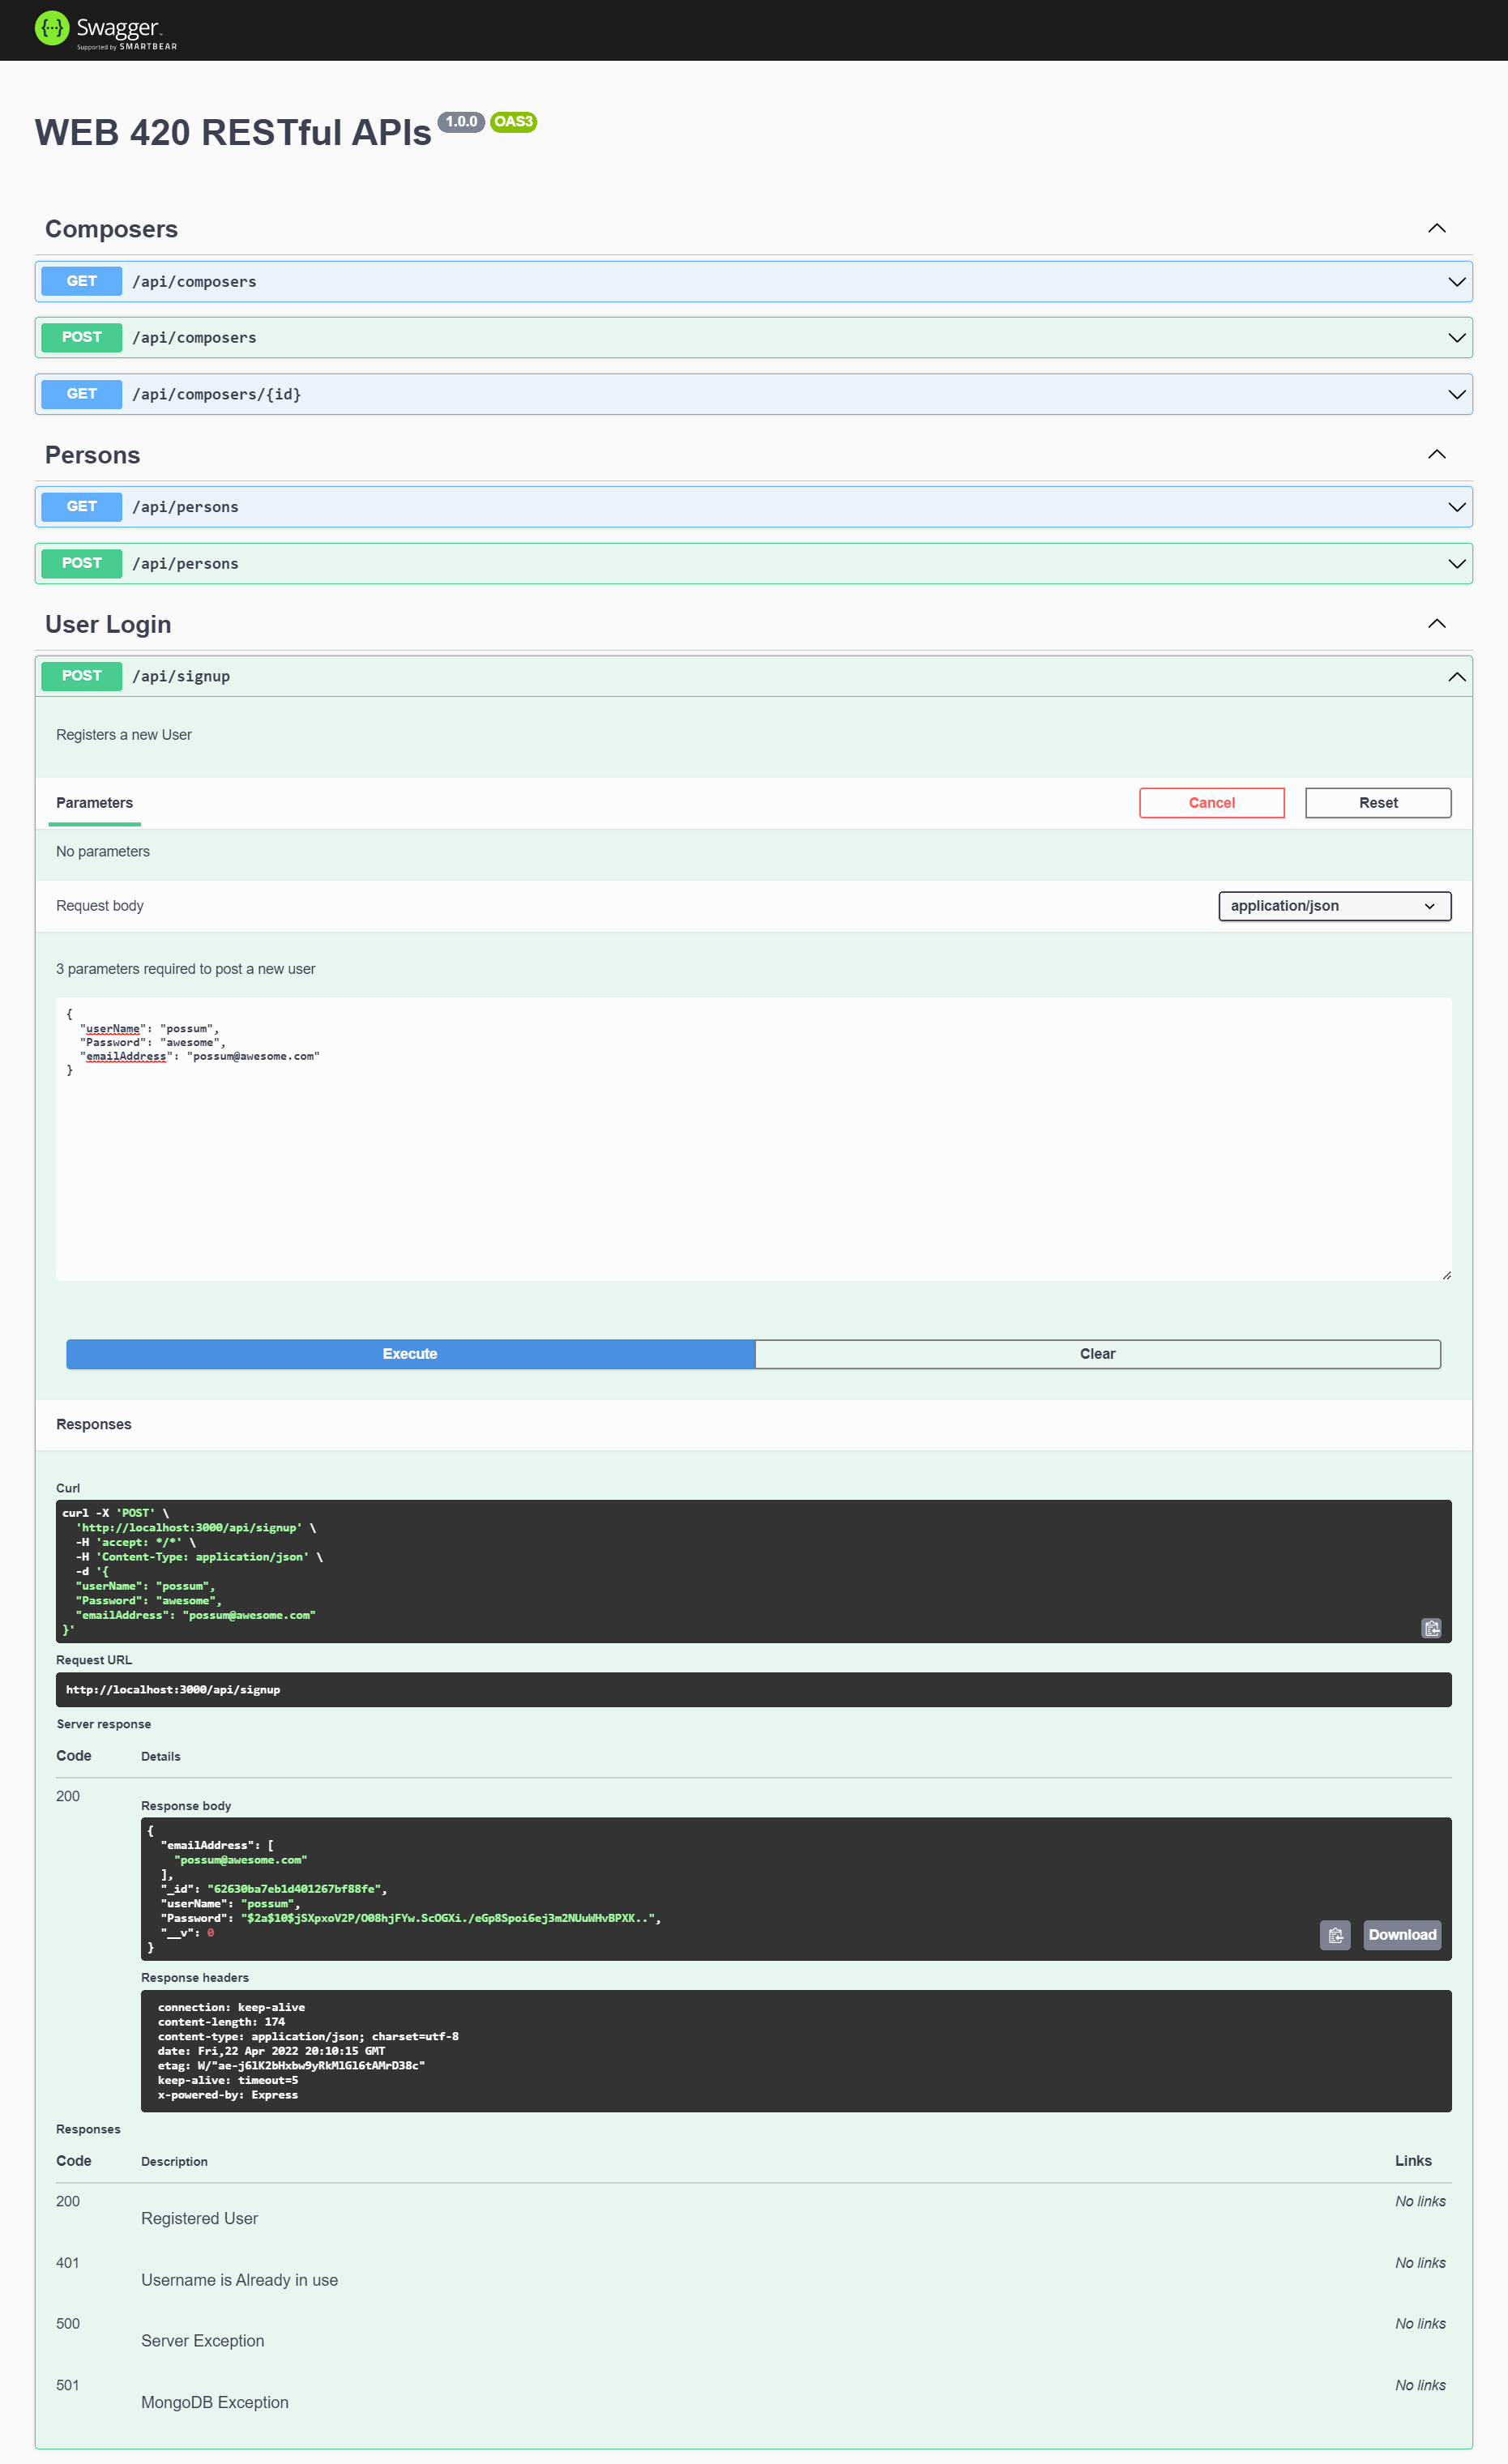 Swagger
Supported by SMARTBEAR
WEB 420 RESTful APIs 1.0.0 OAS3
Composers
GET /api/composers
POST /api/composers
GET /api/composers/{id}
Persons
GET /api/persons
POST /api/persons
User Login
POST /api/signup
Registers a new User
Parameters
Cancel
Reset
No parameters
Request body
application/json
3 parameters required to post a new user
{
"userName": "possum",
"Password": "awesome",
"emailAddress": "possum@awesome.com"
}
Execute
Clear
Responses
Curl
curl -X 'POST' \
'http://localhost:3000/api/signup' \
-H 'accept: */*' \
-H 'Content-Type: application/json' \
-d '{
"userName": "possum",
"Password": "awesome",
"emailAddress": "possum@awesome.com"
}'
Request URL
http://localhost:3000/api/signup
Server response
Code Details
200
Response body
{
"emailAddress": [
"possum@awesome.com"
],
"_id": "62630ba7eb1d401267bf88fe",
"userName": "possum",
"Password": "$2a$10$jSXpxoV2P/O08hjFYw.ScOGXi./eGp8Spoi6ej3m2NUuWHvBPXK..",
"__v": 0
}
Download
Response headers
connection: keep-alive
content-length: 174
content-type: application/json; charset=utf-8
date: Fri,22 Apr 2022 20:10:15 GMT
etag: W/"ae-j6lK2bHxbw9yRkMlGl6tAMrD38c"
keep-alive: timeout=5
x-powered-by: Express
Responses
Code Description Links
200 No links
Registered User
401 No links
Username is Already in use
500 No links
Server Exception
501 No links
MongoDB Exception